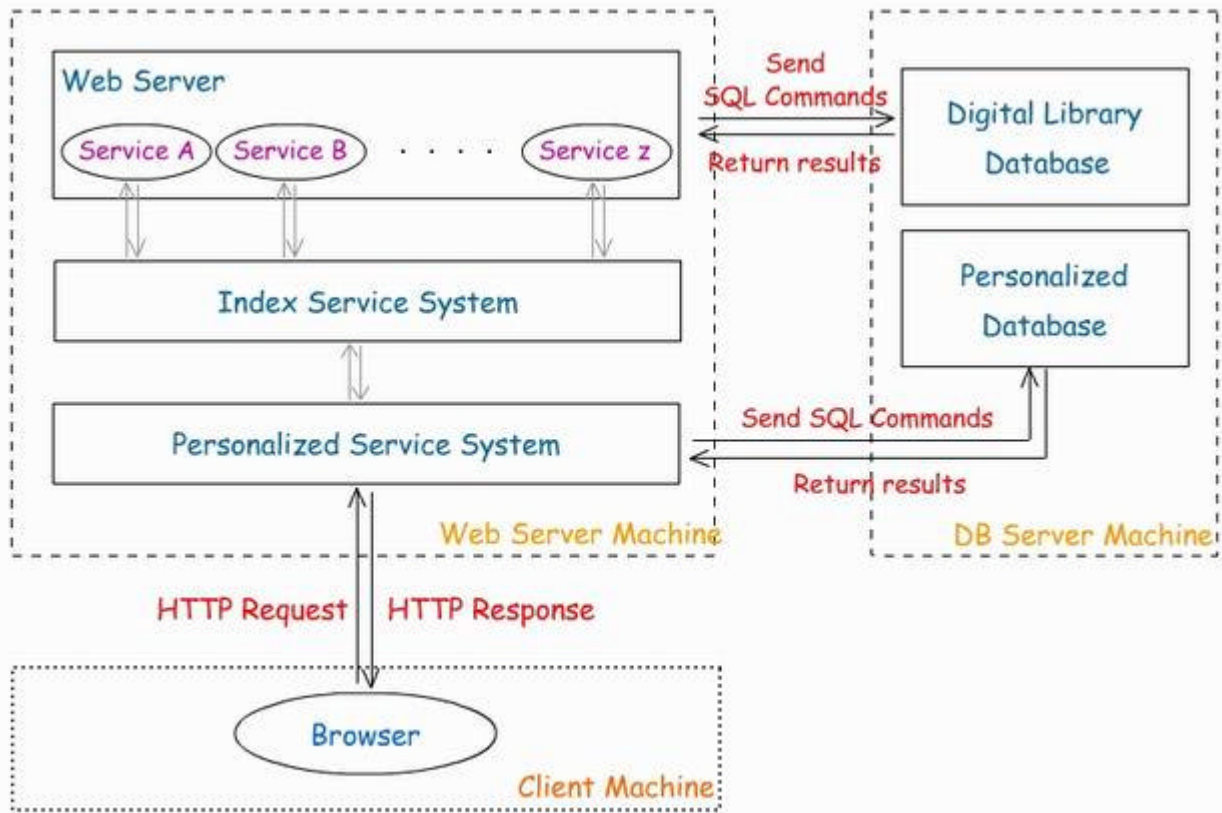 Web Server
Service A
Service B
. . . .
Service z
Send
SQL Commands
Return results
Digital Library
Database
Index Service System
Personalized
Database
Personalized Service System
Send SQL Commands
Return results
Web Server Machine
DB Server Machine
HTTP Request
HTTP Response
Browser
Client Machine